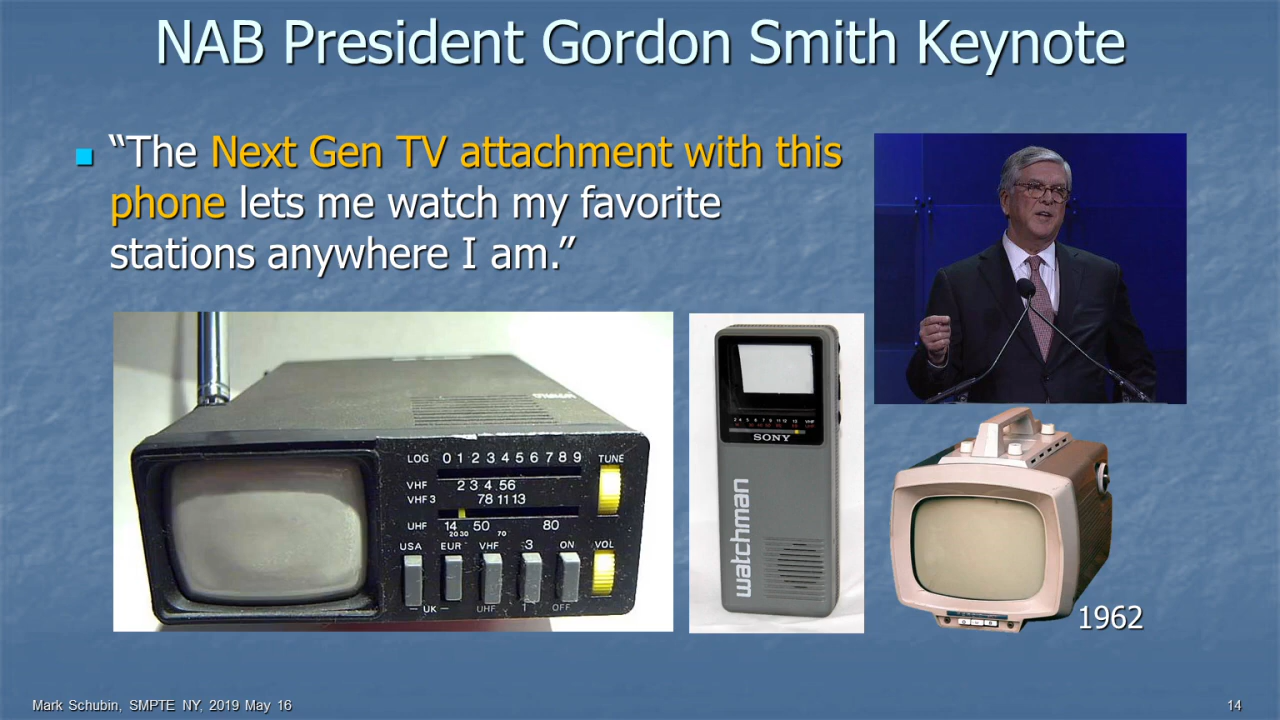 NAB President Gordon Smith Keynote
“The Next Gen TV attachment with this
phone lets me watch my favorite
stations anywhere I am.”
LOG 0 1 2 3 4 5 6 7 8 9 TUNE
VHF 2 3 4 .56
VHF 3 78 11 13
UHF 14 50 80
20 30 70
USA EUR VHF 3 ON VOL
– UK – UHF 1 OFF
SONY
watchman
1962
Mark Schubin, SMPTE NY, 2019 May 16
14